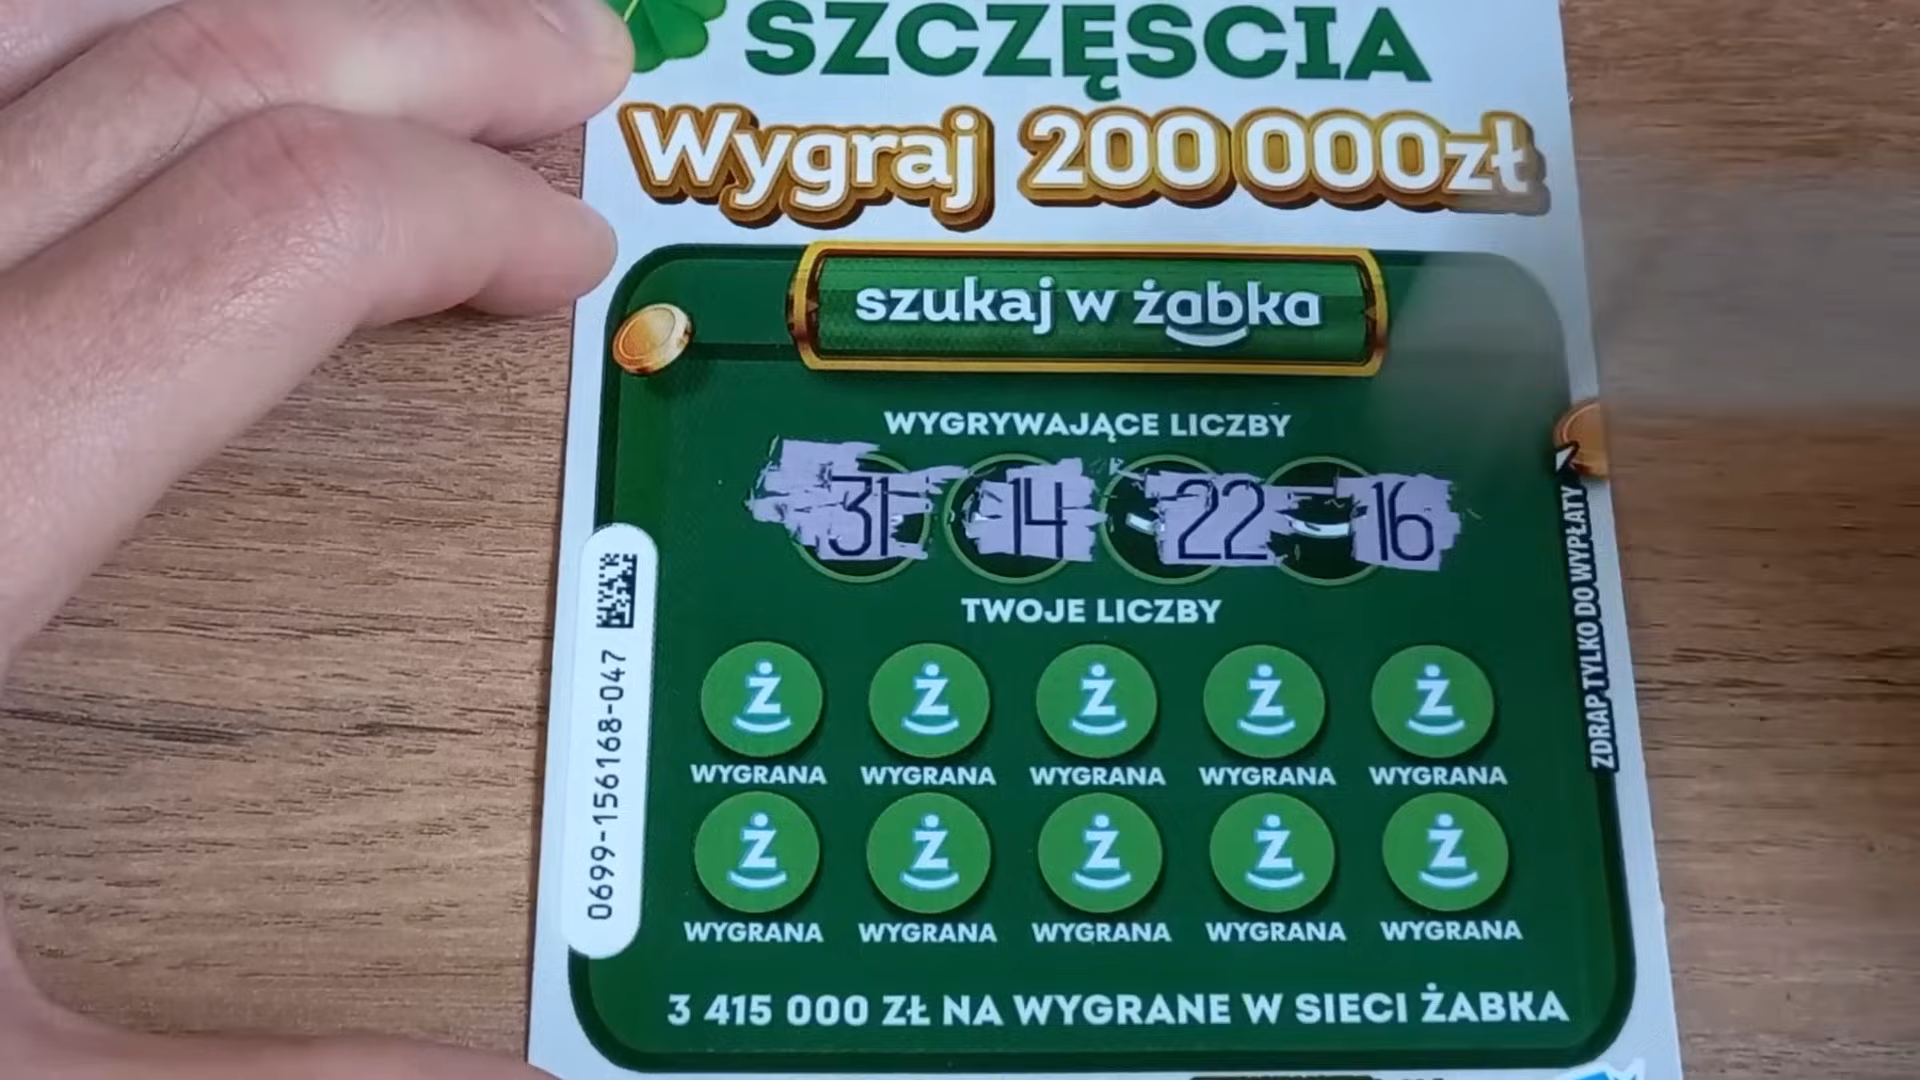 SZCZĘŚCIA
Wygraj 200 000zł
szukaj w żabka
WYGRYWAJĄCE LICZBY
31 14 22 16
TWOJE LICZBY
Ż Ż Ż Ż Ż
WYGRANA WYGRANA WYGRANA WYGRANA WYGRANA
Ż Ż Ż Ż Ż
WYGRANA WYGRANA WYGRANA WYGRANA WYGRANA
3 415 000 ZŁ NA WYGRANE W SIECI ŻABKA
0699-156168-047
ZDRAP TYLKO DO WYPŁATY